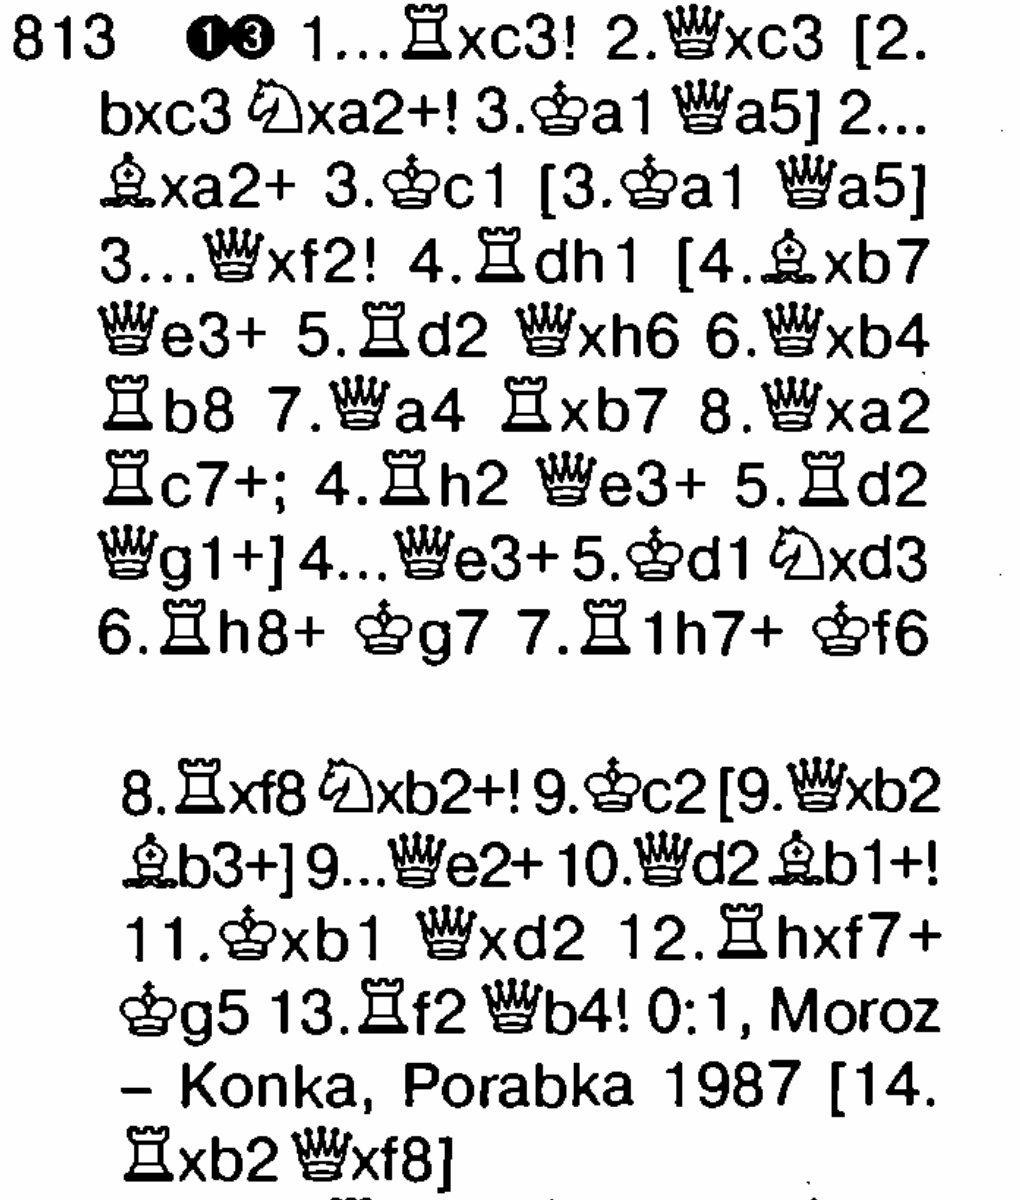 813 ❶❸ 1...♖xc3! 2.♕xc3 [2.
bxc3 ♘xa2+! 3.♔a1 ♕a5] 2...
♗xa2+ 3.♔c1 [3.♔a1 ♕a5]
3...♕xf2! 4.♖dh1 [4.♗xb7
♕e3+ 5.♖d2 ♕xh6 6.♕xb4
♖b8 7.♕a4 ♖xb7 8.♕xa2
♖c7+; 4.♖h2 ♕e3+ 5.♖d2
♕g1+] 4...♕e3+ 5.♔d1 ♘xd3
6.♖h8+ ♔g7 7.♖1h7+ ♔f6
8.♖xf8 ♘xb2+! 9.♔c2 [9.♕xb2
♗b3+] 9...♕e2+ 10.♕d2 ♗b1+!
11.♔xb1 ♕xd2 12.♖hxf7+
♔g5 13.♖f2 ♕b4! 0:1, Moroz
– Konka, Porabka 1987 [14.
♖xb2 ♕xf8]